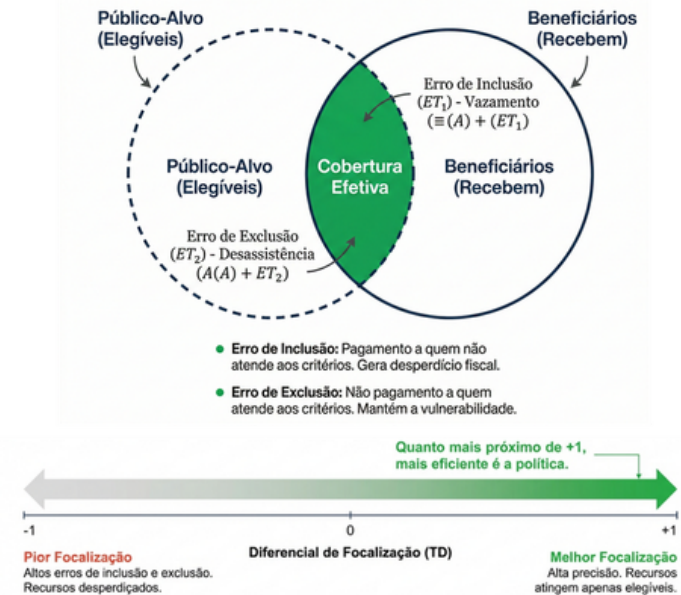 Público-Alvo
(Elegíveis)
Beneficiários
(Recebem)
Erro de Inclusão
(ET₁) - Vazamento
(≡(A) + (ET₁)
Público-Alvo
(Elegíveis)
Cobertura
Efetiva
Beneficiários
(Recebem)
Erro de Exclusão
(ET₂) - Desassistência
(A(A) + ET₂)
● Erro de Inclusão: Pagamento a quem não
atende aos critérios. Gera desperdício fiscal.
● Erro de Exclusão: Não pagamento a quem
atende aos critérios. Mantém a vulnerabilidade.
Quanto mais próximo de +1,
mais eficiente é a política.
-1
0
+1
Pior Focalização
Altos erros de inclusão e exclusão.
Recursos desperdiçados.
Diferencial de Focalização (TD)
Melhor Focalização
Alta precisão. Recursos
atingem apenas elegíveis.